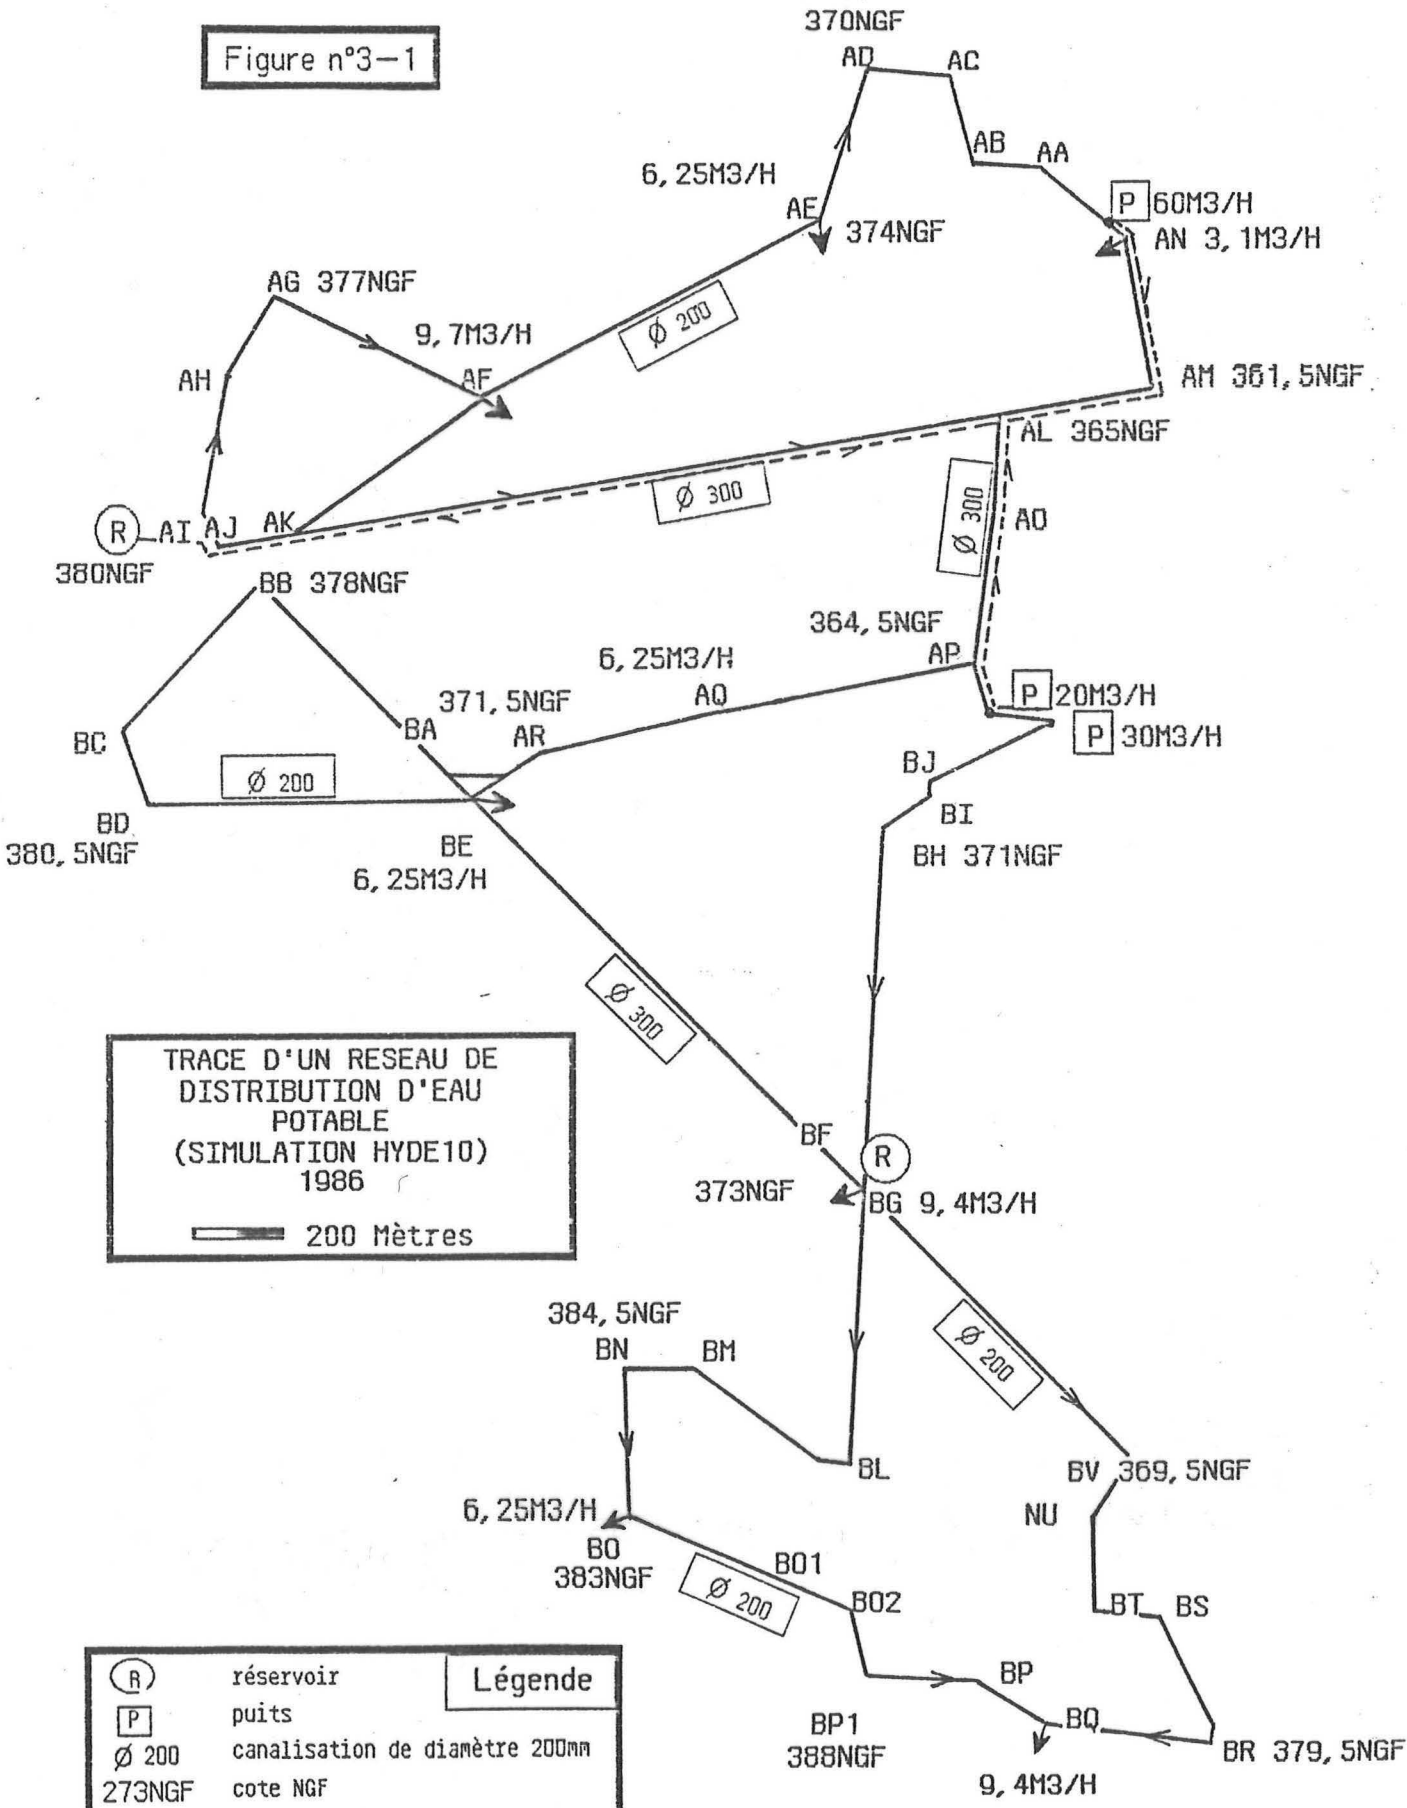 370NGF
Figure n°3-1
AD
AC
AB
AA
6,25M3/H
P 60M3/H
AE
374NGF
AN 3,1M3/H
AG 377NGF
Ø 200
9,7M3/H
AH
AF
AM 361,5NGF
AL 365NGF
Ø 300
Ø 300
AO
R
AI AJ
AK
380NGF
BB 378NGF
364,5NGF
6,25M3/H
AP
371,5NGF
AQ
P 20M3/H
BC
BA
AR
P 30M3/H
Ø 200
BJ
BD
BI
380,5NGF
BE
BH 371NGF
6,25M3/H
Ø 300
TRACE D'UN RESEAU DE
DISTRIBUTION D'EAU
POTABLE
(SIMULATION HYDE10)
1986
200 Mètres
BF
R
373NGF
BG 9,4M3/H
384,5NGF
BN
BM
Ø 200
BL
BV 369,5NGF
6,25M3/H
NU
BO
383NGF
BO1
Ø 200
BO2
BT
BS
BP
BP1
388NGF
BQ
BR 379,5NGF
9,4M3/H
Légende
R réservoir
P puits
Ø 200 canalisation de diamètre 200mm
273NGF cote NGF